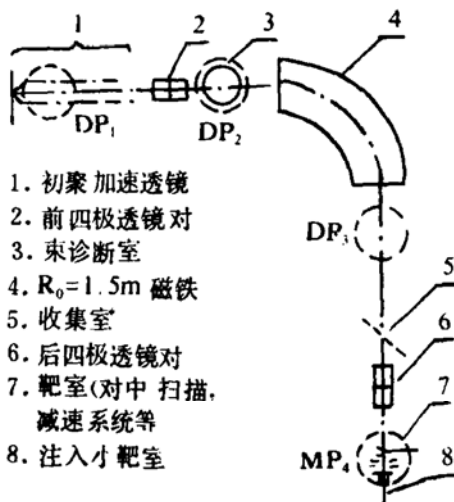 1
2
3
4
DP₁
DP₂
1. 初聚加速透镜
2. 前四极透镜对
3. 束诊断室
4. R₀=1.5m 磁铁
5. 收集室
6. 后四极透镜对
7. 靶室(对中 扫描,
减速系统等
8. 注入小靶室
DP₃
5
6
7
MP₄
8